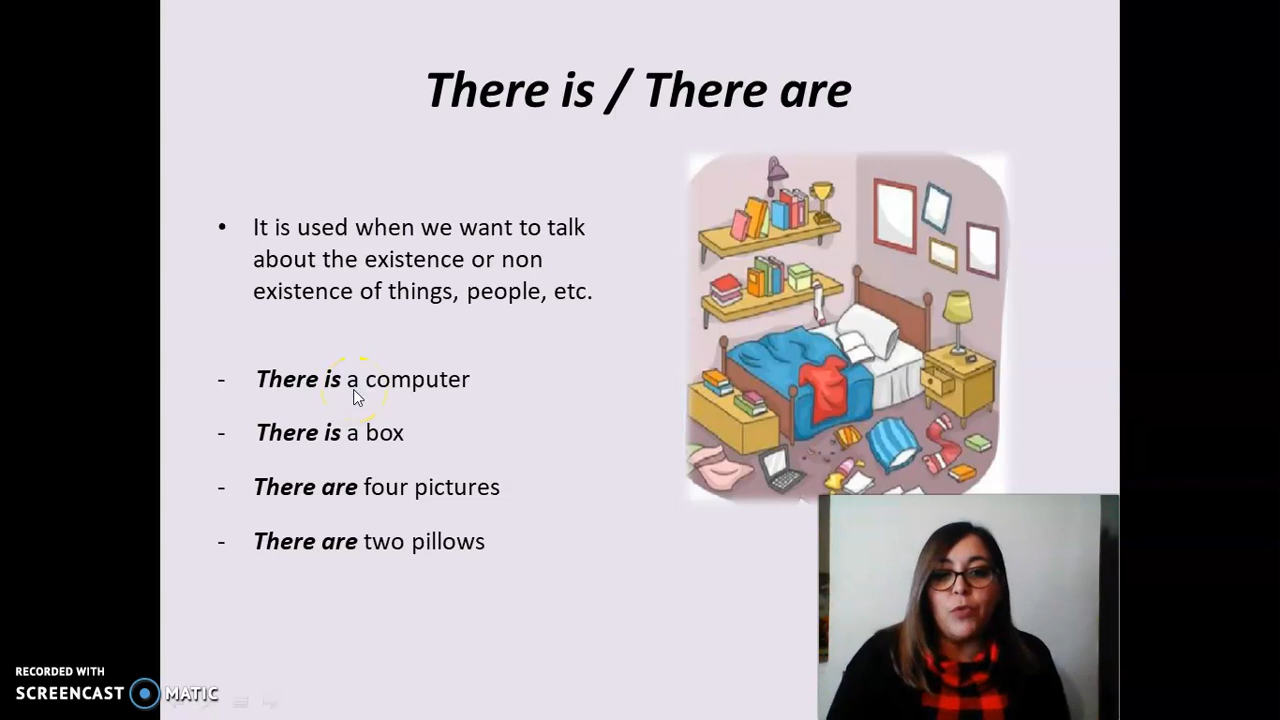 There is / There are
• It is used when we want to talk
about the existence or non
existence of things, people, etc.
- There is a computer
- There is a box
- There are four pictures
- There are two pillows
RECORDED WITH
SCREENCAST MATIC